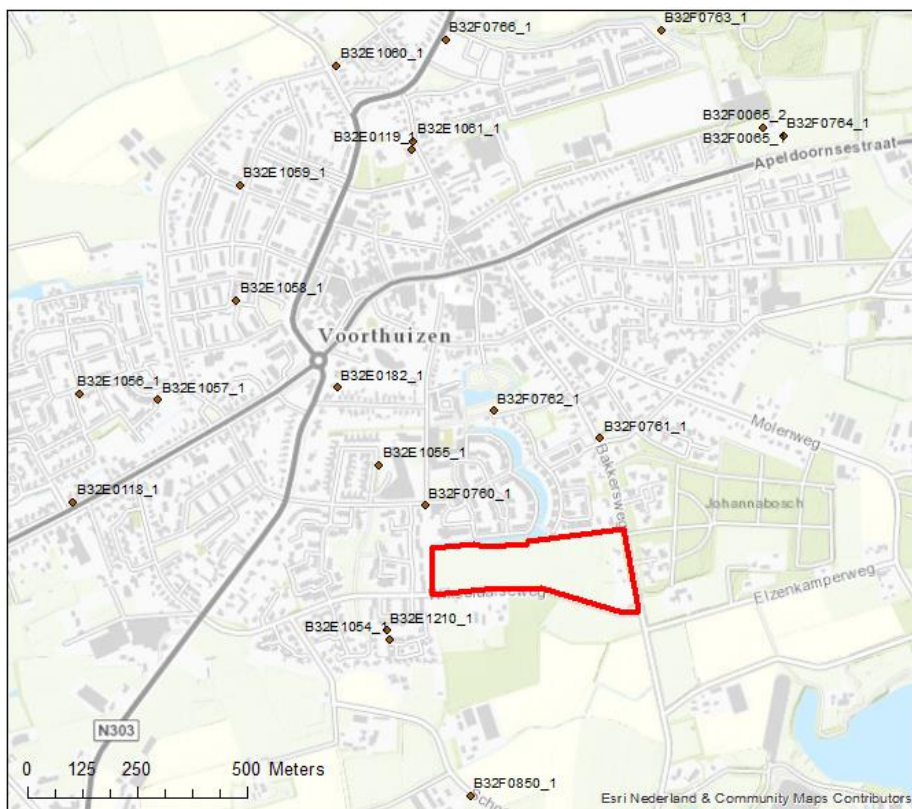 B32F0766_1
B32F0763_1
B32E1060_1
B32F0065_2
B32F0764_1
B32E0119_1
B32E1061_1
B32F0065_1
Apeldoornsestraat
B32E1059_1
B32E1058_1
Voorthuizen
B32E0182_1
B32E1056_1
B32E1057_1
B32F0762_1
B32F0761_1
Molenweg
B32E1055_1
Bakkersweg
B32E0118_1
B32F0760_1
Johannabosch
Elzenkamperweg
B32E1054_1
B32E1210_1
N303
0 125 250 500 Meters
B32F0850_1
Esri Nederland & Community Maps Contributors